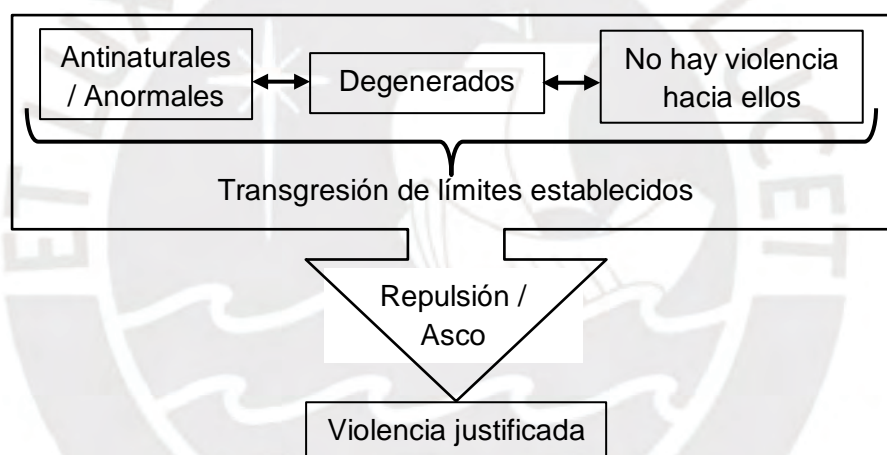 Antinaturales
/ Anormales
Degenerados
No hay violencia
hacia ellos
Transgresión de límites establecidos
Repulsión /
Asco
Violencia justificada